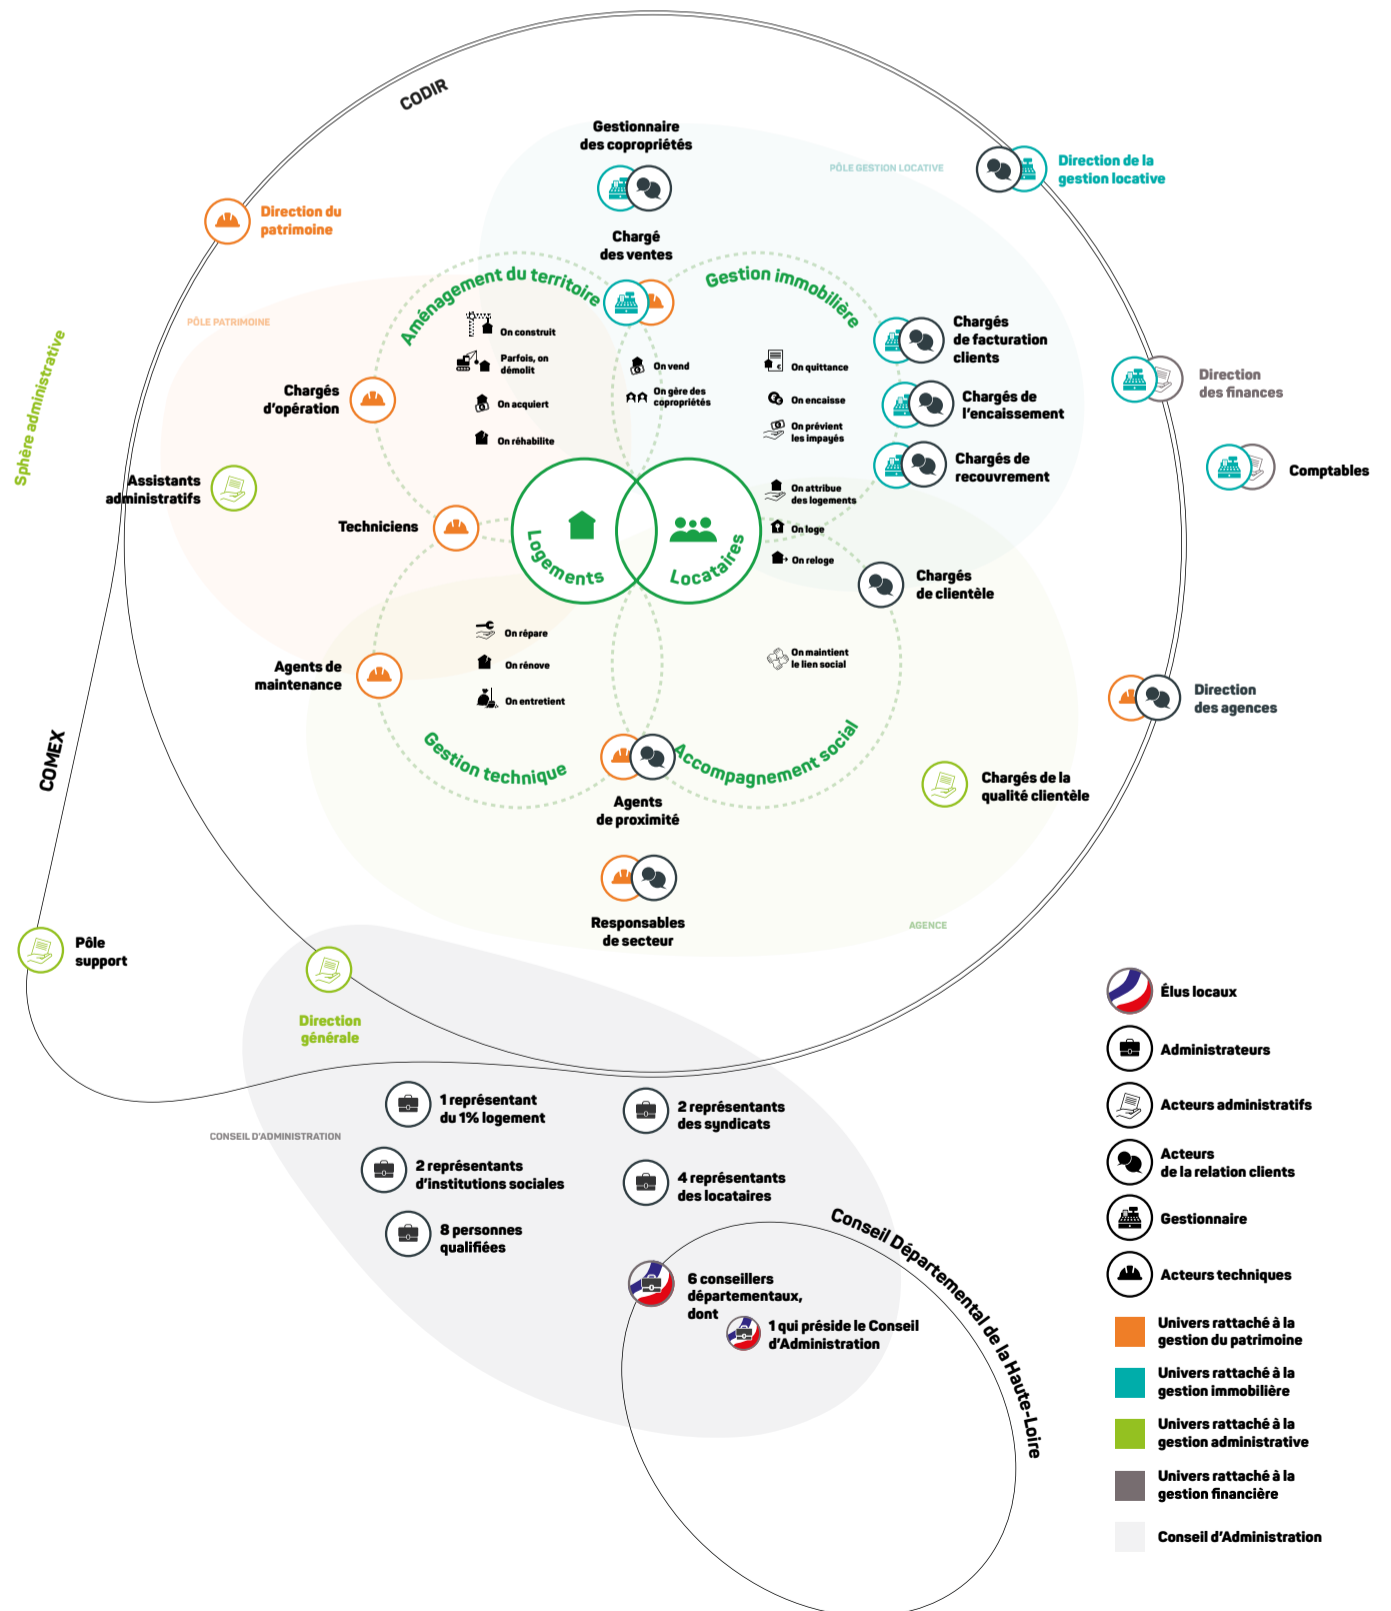 CODIR
Gestionnaire
des copropriétés
PÔLE GESTION LOCATIVE
Direction de la
gestion locative
Direction du
patrimoine
Chargé
des ventes
Aménagement du territoire
Gestion immobilière
PÔLE PATRIMOINE
Sphère administrative
On construit
Parfois, on
démolit
On acquiert
On réhabilite
On vend
On gère des
copropriétés
On quittance
On encaisse
On prévient
les impayés
Chargés
de facturation
clients
Chargés de
l'encaissement
Chargés de
recouvrement
Direction
des finances
Comptables
Chargés
d'opération
Assistants
administratifs
Techniciens
Logements
Locataires
On attribue
des logements
On loge
On reloge
Chargés
de clientèle
On répare
On rénove
On entretient
On maintient
le lien social
Agents de
maintenance
Direction
des agences
Gestion technique
Accompagnement social
COMEX
Agents
de proximité
Chargés de la
qualité clientèle
Responsables
de secteur
AGENCE
Pôle
support
Direction
générale
CONSEIL D'ADMINISTRATION
1 représentant
du 1% logement
2 représentants
des syndicats
2 représentants
d'institutions sociales
4 représentants
des locataires
8 personnes
qualifiées
Conseil Départemental de la Haute-Loire
6 conseillers
départementaux,
dont
1 qui préside le Conseil
d'Administration
Élus locaux
Administrateurs
Acteurs administratifs
Acteurs
de la relation clients
Gestionnaire
Acteurs techniques
Univers rattaché à la
gestion du patrimoine
Univers rattaché à la
gestion immobilière
Univers rattaché à la
gestion administrative
Univers rattaché à la
gestion financière
Conseil d'Administration